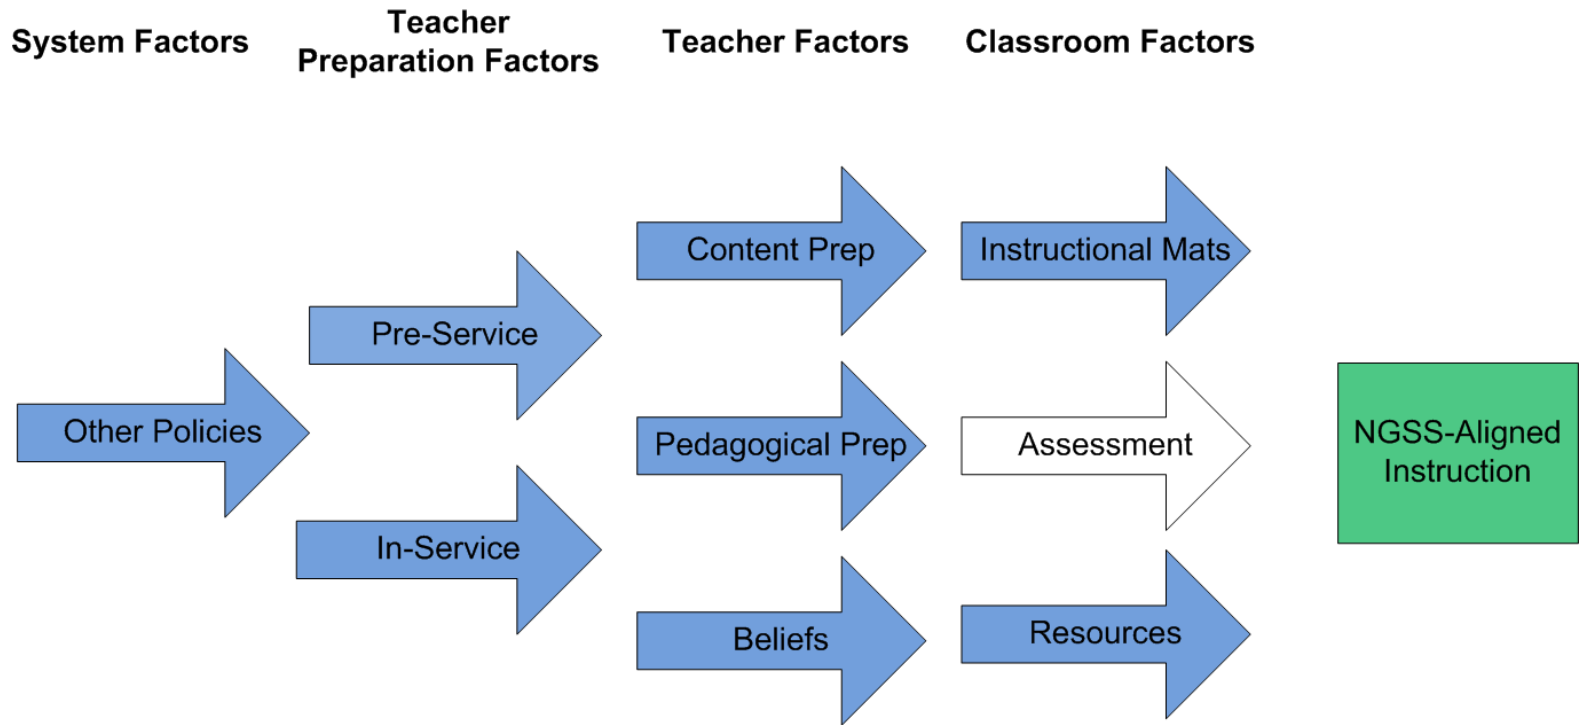 System Factors
Teacher
Preparation Factors
Teacher Factors
Classroom Factors
Other Policies
Pre-Service
In-Service
Content Prep
Pedagogical Prep
Beliefs
Instructional Mats
Assessment
Resources
NGSS-Aligned
Instruction